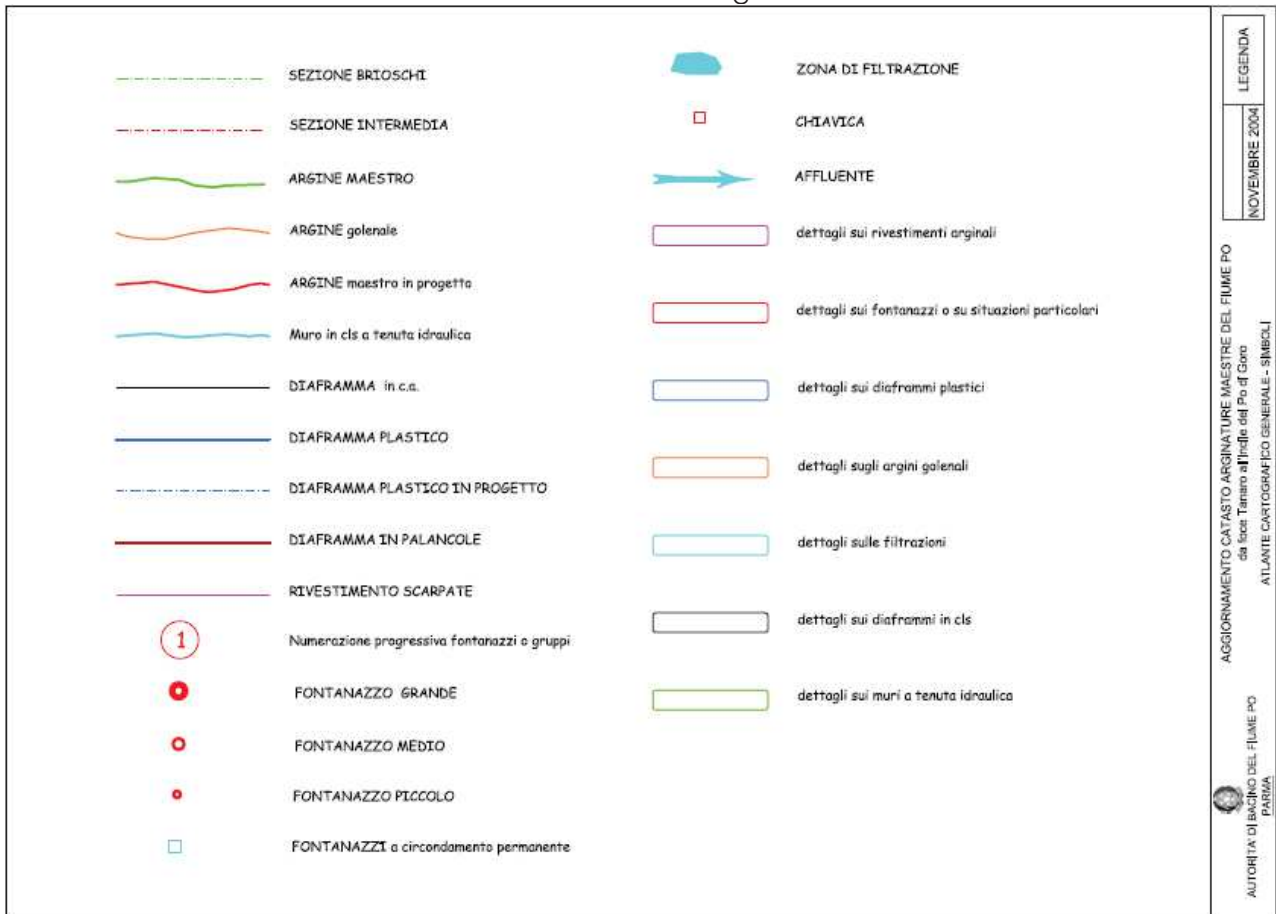 SEZIONE BRIOSCHI
SEZIONE INTERMEDIA
ARGINE MAESTRO
ARGINE golenale
ARGINE maestro in progetto
Muro in cls a tenuta idraulica
DIAFRAMMA in c.a.
DIAFRAMMA PLASTICO
DIAFRAMMA PLASTICO IN PROGETTO
DIAFRAMMA IN PALANCOLE
RIVESTIMENTO SCARPATE
1
Numerazione progressiva fontanazzi o gruppi
FONTANAZZO GRANDE
FONTANAZZO MEDIO
FONTANAZZO PICCOLO
FONTANAZZI a circondamento permanente
ZONA DI FILTRAZIONE
CHIAVICA
AFFLUENTE
dettagli sui rivestimenti arginali
dettagli sui fontanazzi o su situazioni particolari
dettagli sui diaframmi plastici
dettagli sugli argini golenali
dettagli sulle filtrazioni
dettagli sui diaframmi in cls
dettagli sui muri a tenuta idraulica
LEGENDA
NOVEMBRE 2004
AGGIORNAMENTO CATASTO ARGINATURE MAESTRE DEL FIUME PO
da foce Tanaro all'Incile del Po di Goro
ATLANTE CARTOGRAFICO GENERALE - SIMBOLI
AUTORITA' DI BACINO DEL FIUME PO
PARMA